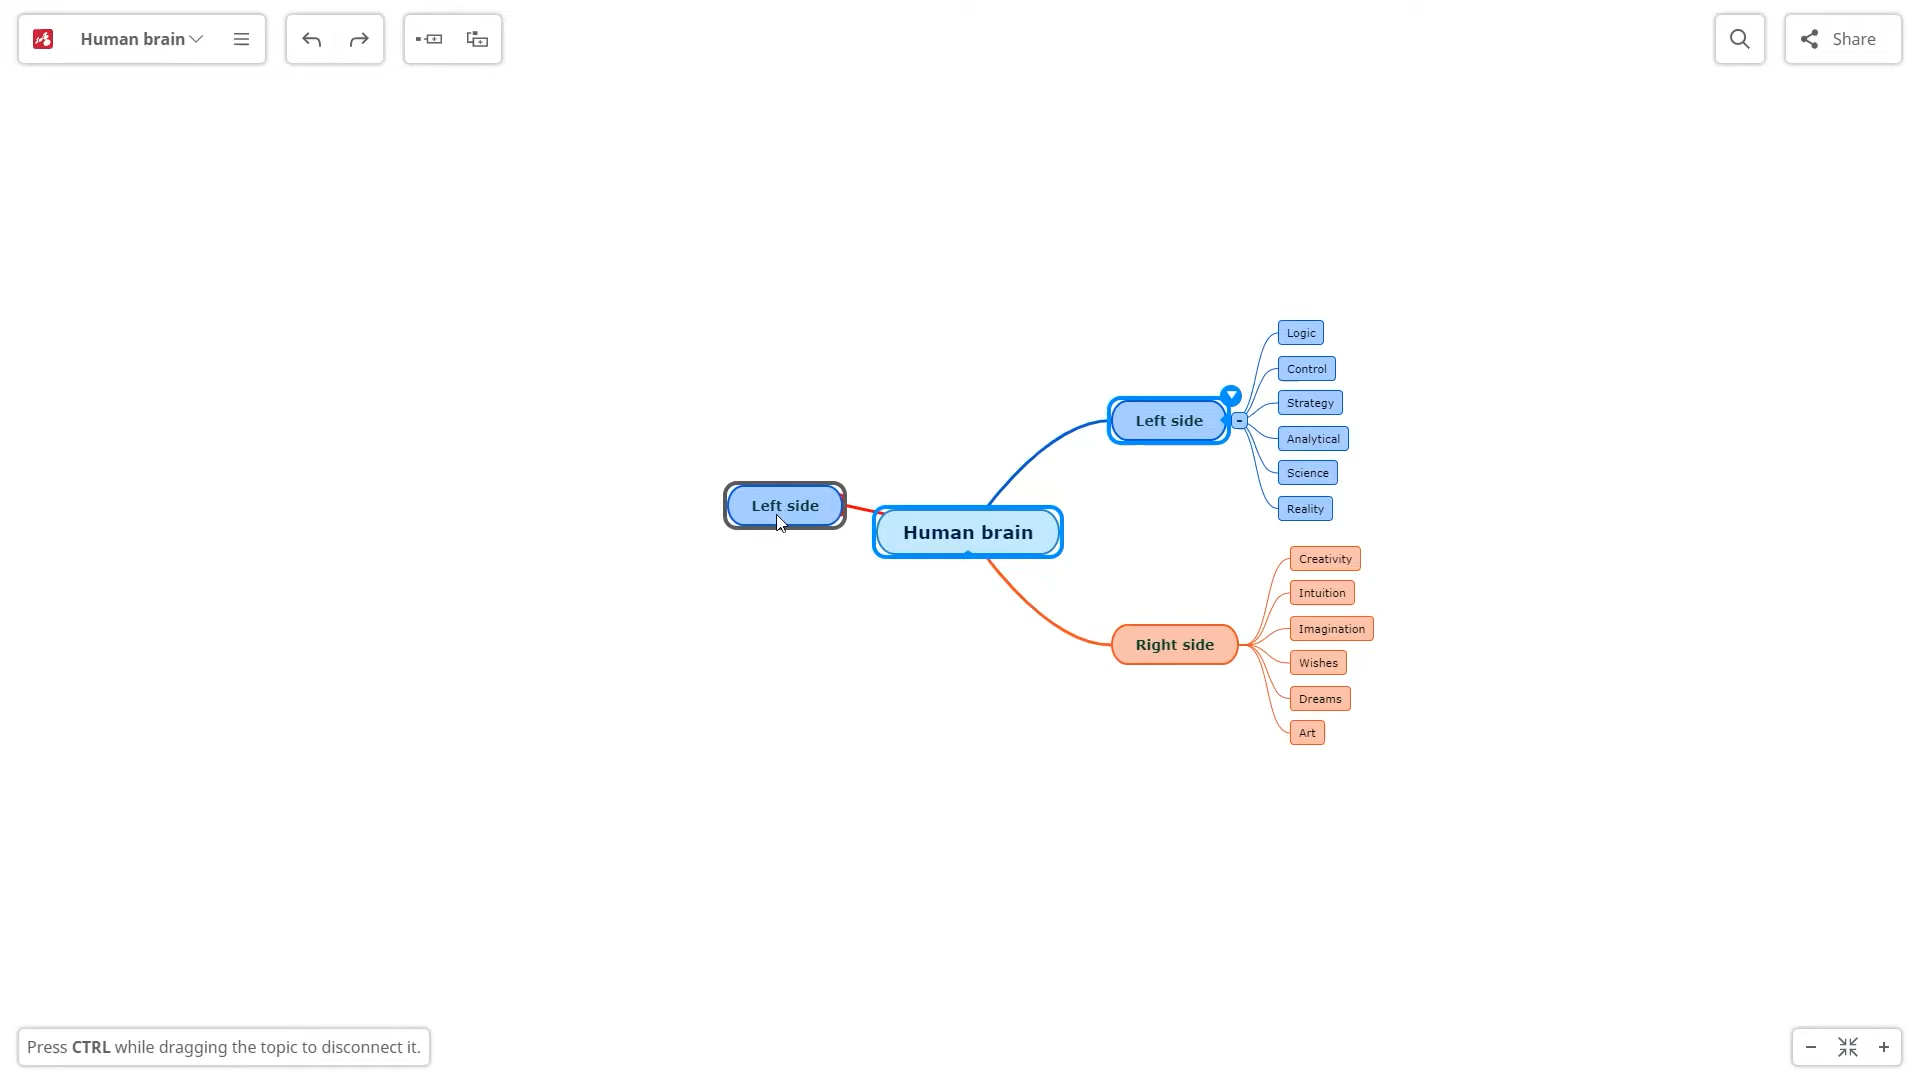 Human brain
Share
Logic
Control
Left side
Strategy
Analytical
Science
Reality
Left side
Human brain
Creativity
Intuition
Imagination
Right side
Wishes
Dreams
Art
Press CTRL while dragging the topic to disconnect it.